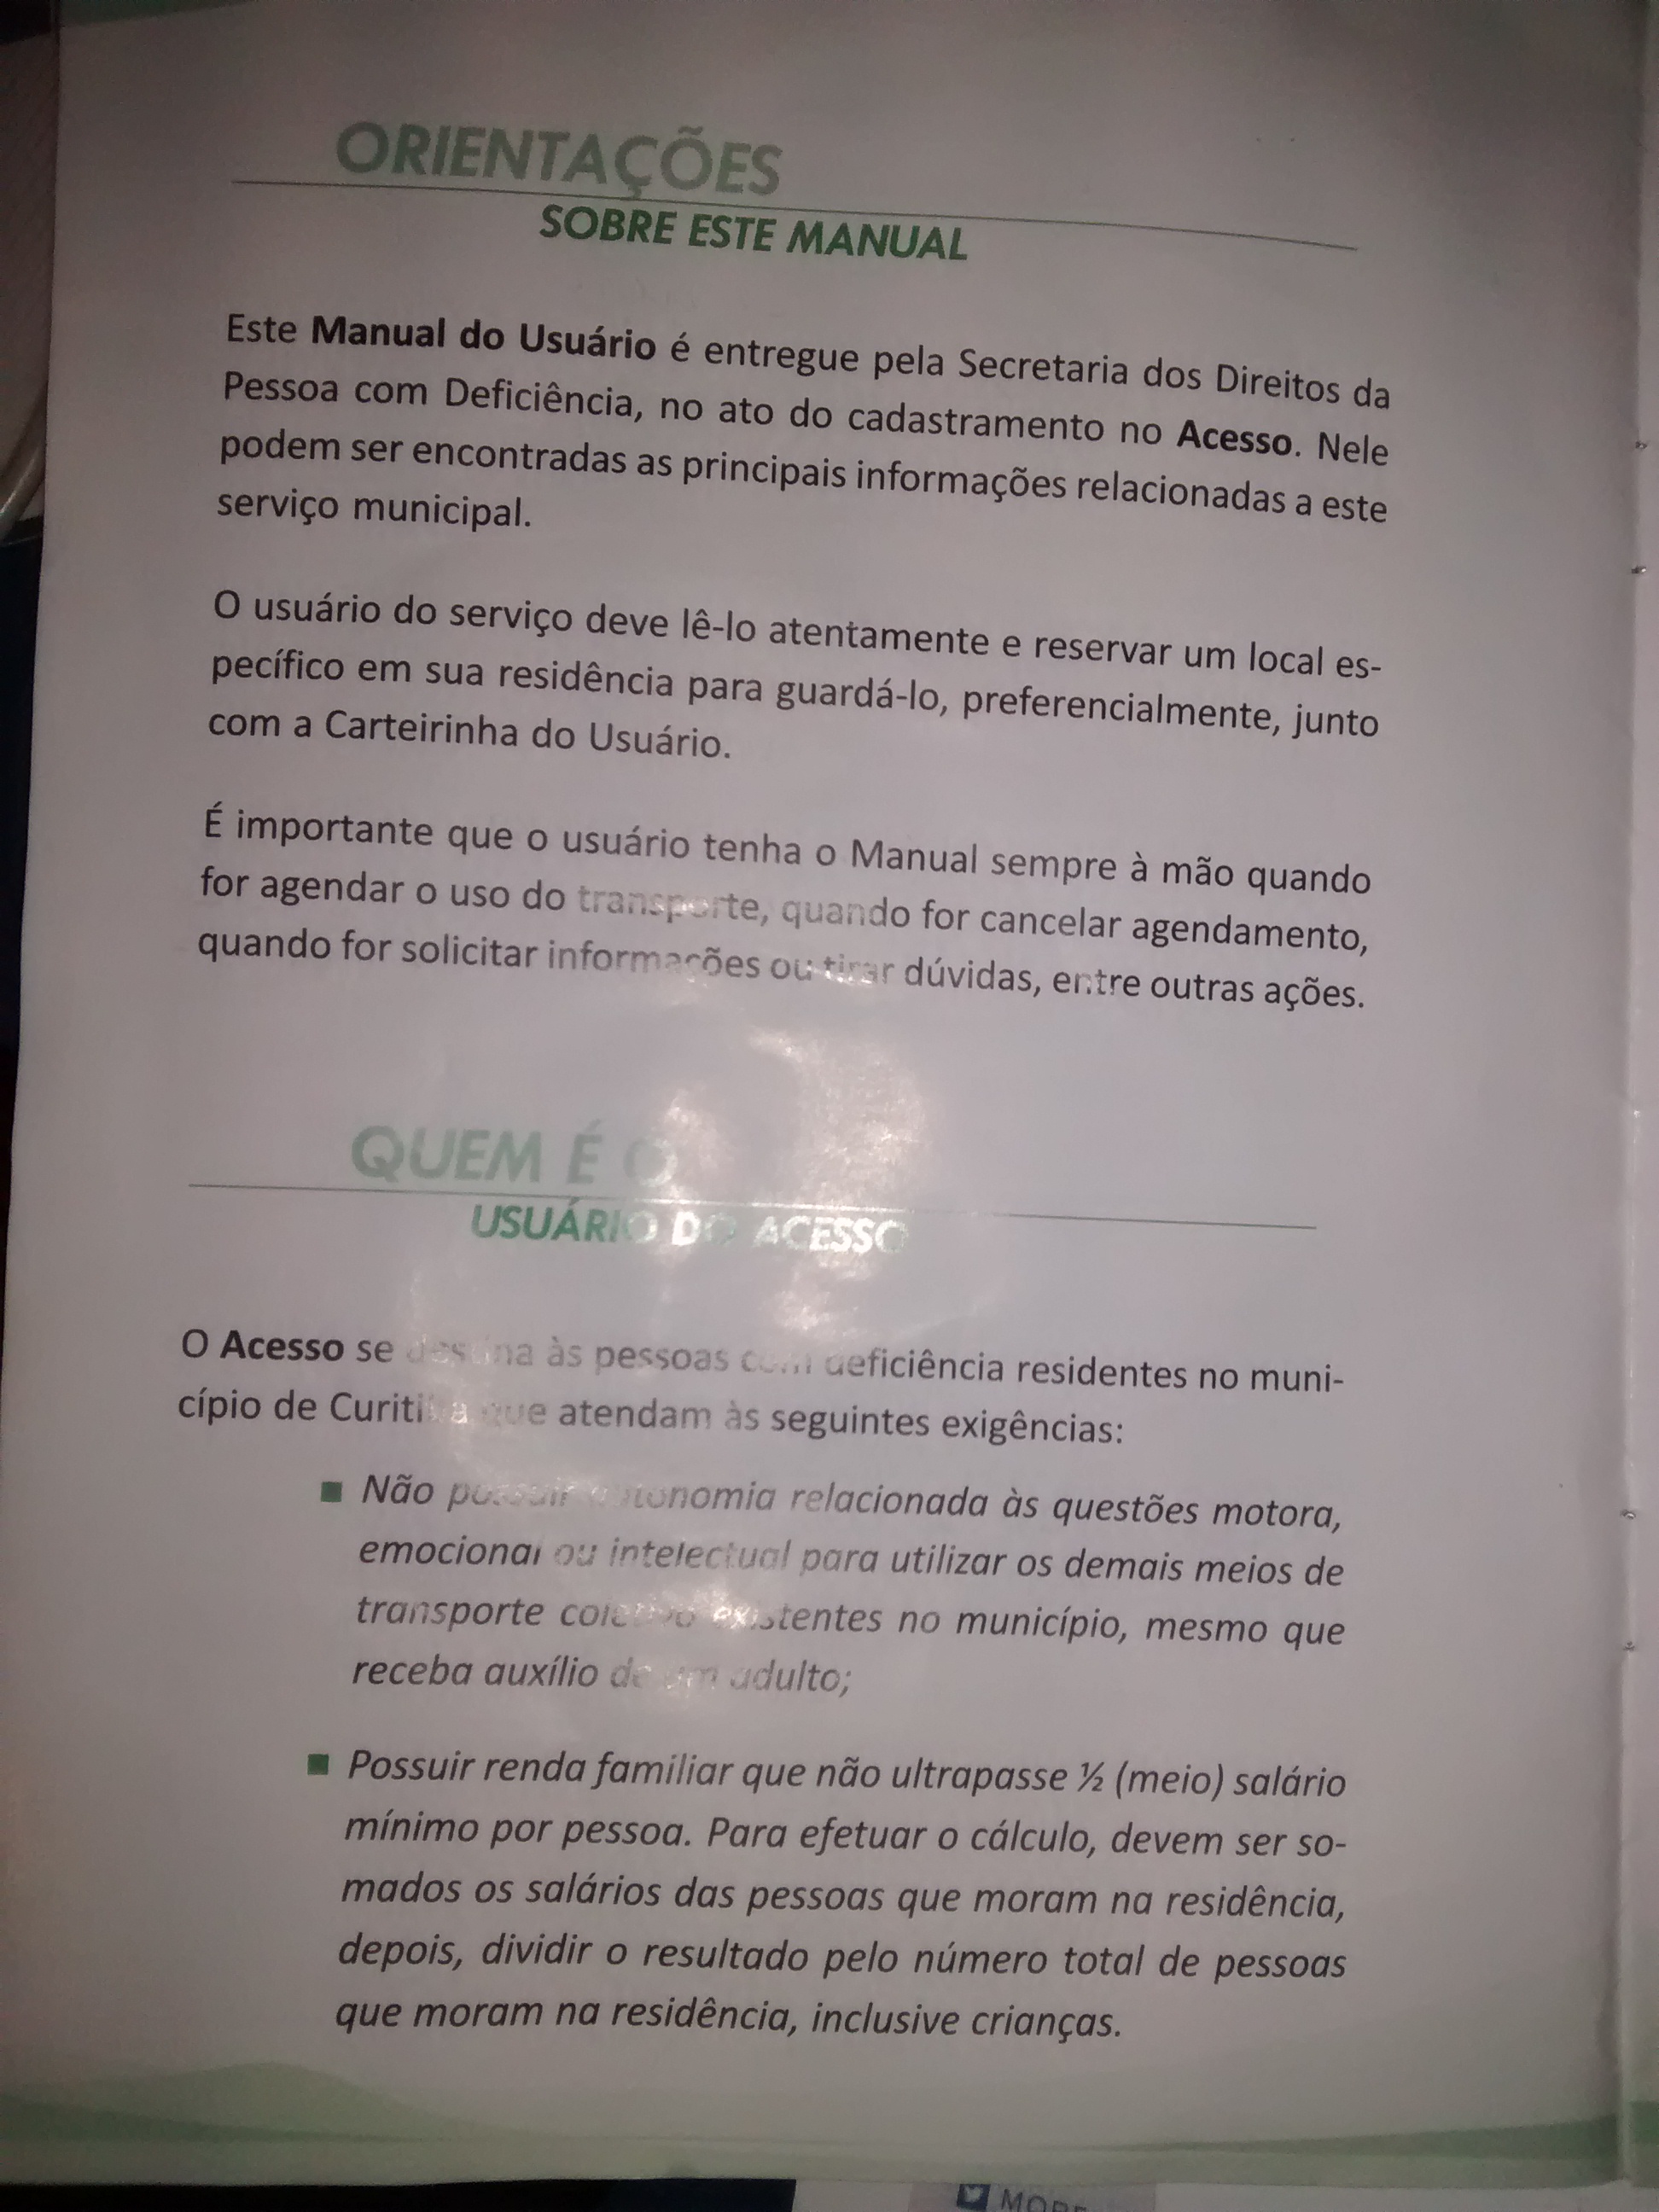 ORIENTAÇÕES
SOBRE ESTE MANUAL
Este Manual do Usuário é entregue pela Secretaria dos Direitos da
Pessoa com Deficiência, no ato do cadastramento no Acesso. Nele
podem ser encontradas as principais informações relacionadas a este
serviço municipal.
O usuário do serviço deve lê-lo atentamente e reservar um local es-
pecífico em sua residência para guardá-lo, preferencialmente, junto
com a Carteirinha do Usuário.
É importante que o usuário tenha o Manual sempre à mão quando
for agendar o uso do transporte, quando for cancelar agendamento,
quando for solicitar informações ou tirar dúvidas, entre outras ações.
QUEM É O
USUÁRIO DO ACESSO
O Acesso se destina às pessoas com deficiência residentes no muni-
cípio de Curitiba que atendam às seguintes exigências:
Não possuir autonomia relacionada às questões motora,
emocional ou intelectual para utilizar os demais meios de
transporte coletivo existentes no município, mesmo que
receba auxílio de um adulto;
Possuir renda familiar que não ultrapasse ½ (meio) salário
mínimo por pessoa. Para efetuar o cálculo, devem ser so-
mados os salários das pessoas que moram na residência,
depois, dividir o resultado pelo número total de pessoas
que moram na residência, inclusive crianças.